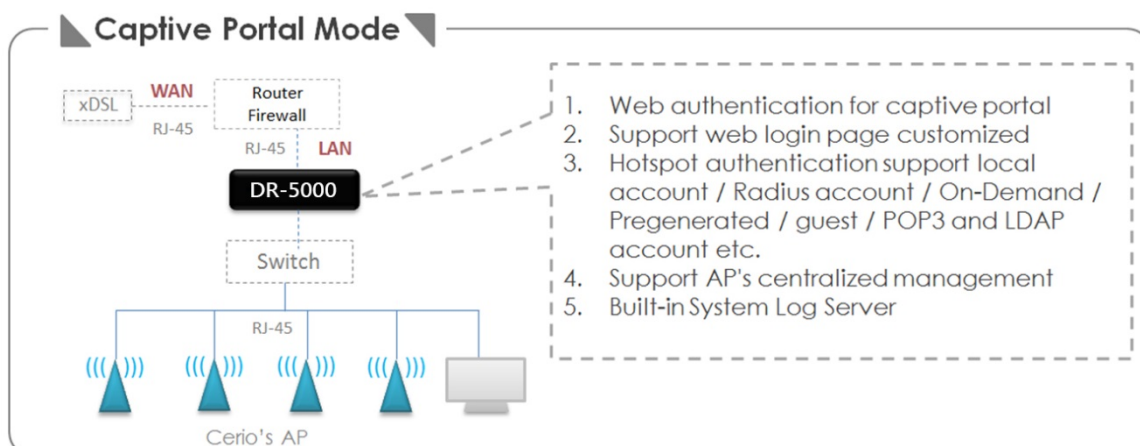 Captive Portal Mode
xDSL
WAN
RJ-45
Router
Firewall
RJ-45
LAN
DR-5000
Switch
RJ-45
Cerio's AP
1. Web authentication for captive portal
2. Support web login page customized
3. Hotspot authentication support local
account / Radius account / On-Demand /
Pregenerated / guest / POP3 and LDAP
account etc.
4. Support AP's centralized management
5. Built-in System Log Server